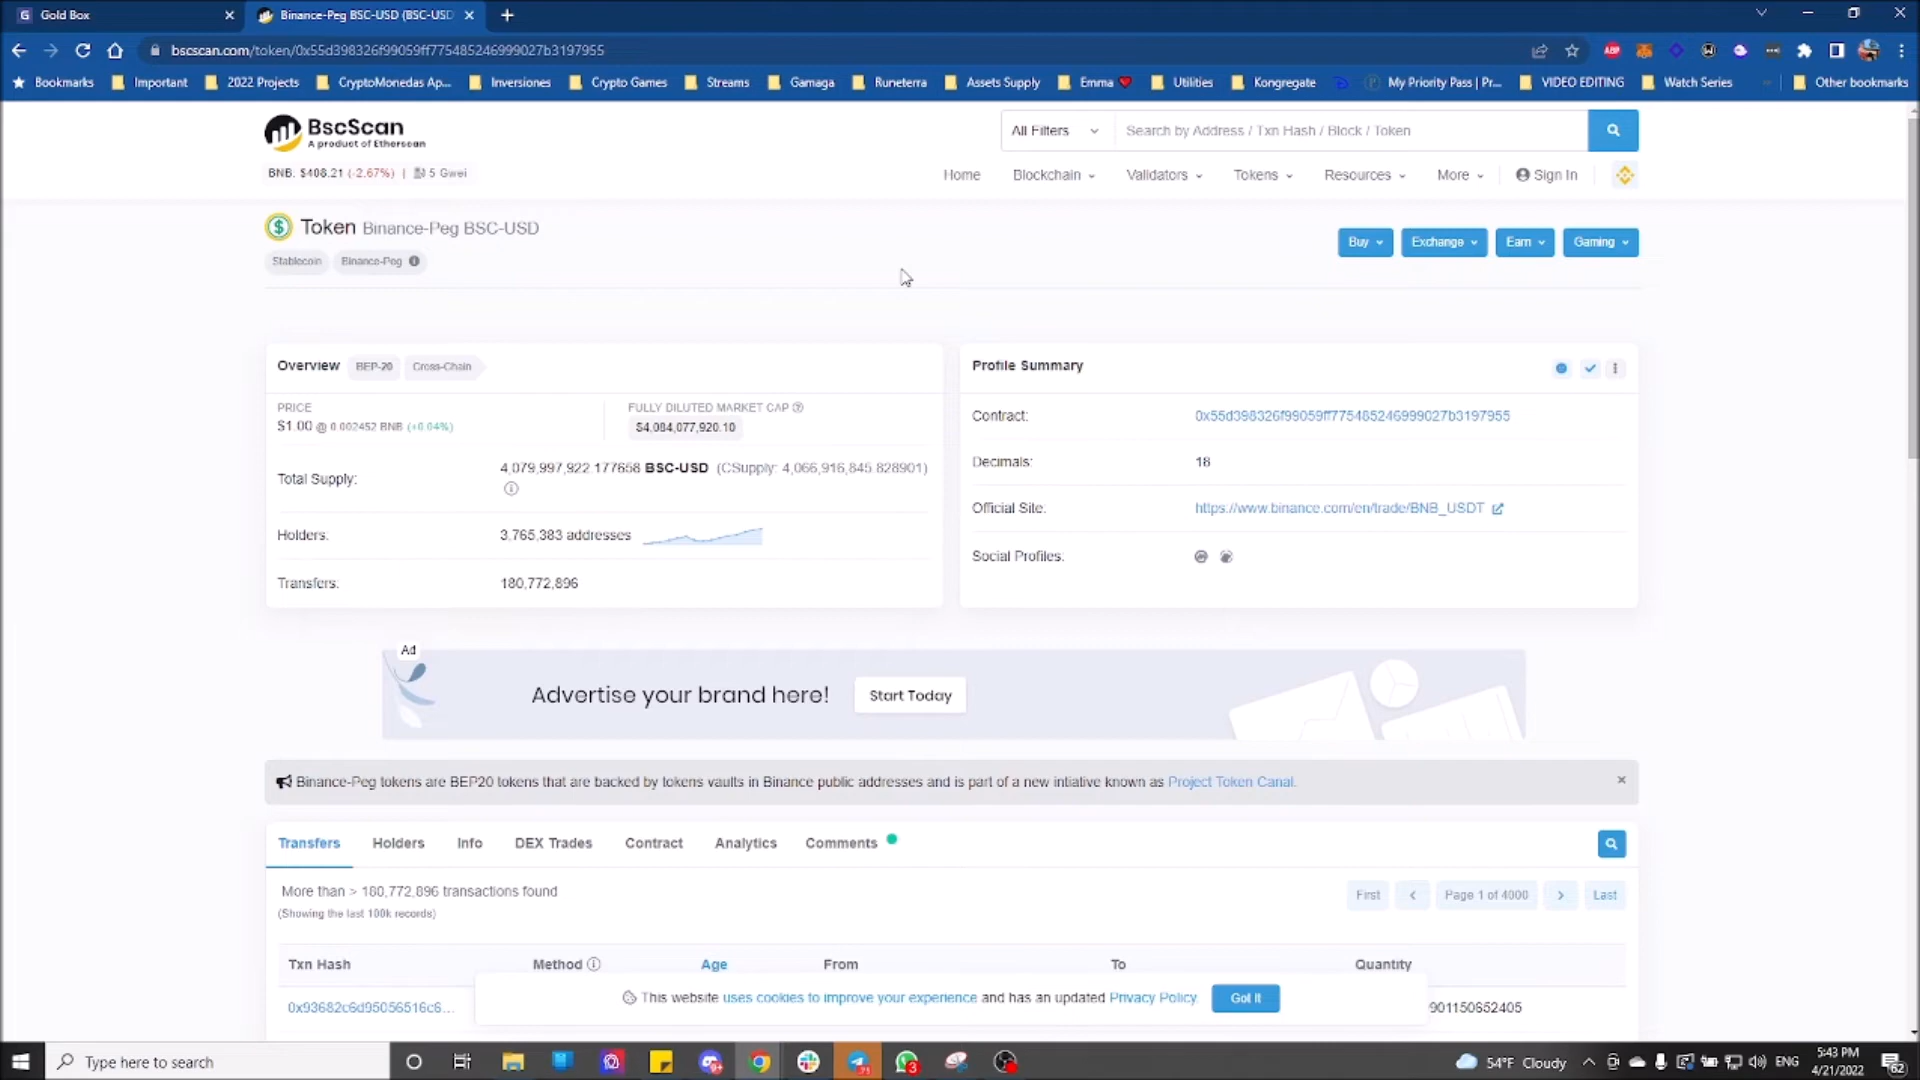 Gold Box
Binance-Peg BSC-USD (BSC-USD
bscscan.com/token/0x55d398326f99059ff775485246999027b3197955
Bookmarks Important 2022 Projects CryptoMonedas Ap... Inversiones Crypto Games Streams Gamaga Runeterra Assets Supply Emma Utilities Kongregate My Priority Pass | Pr... VIDEO EDITING Watch Series Other bookmarks
BscScan
A product of Etherscan
All Filters Search by Address / Txn Hash / Block / Token
BNB: $408.21 (-2.67%) | 5 Gwei
Home Blockchain Validators Tokens Resources More Sign In
Token Binance-Peg BSC-USD
Buy Exchange Earn Gaming
Stablecoin Binance-Peg
Overview BEP-20 Cross-Chain
PRICE
$1.00 @ 0.002452 BNB (+0.04%)
FULLY DILUTED MARKET CAP
$4,084,077,920.10
Total Supply: 4,079,997,922.177658 BSC-USD (CSupply: 4,066,916,845.828901)
Holders: 3,765,383 addresses
Transfers: 180,772,896
Profile Summary
Contract: 0x55d398326f99059ff775485246999027b3197955
Decimals: 18
Official Site: https://www.binance.com/en/trade/BNB_USDT
Social Profiles:
Ad
Advertise your brand here! Start Today
Binance-Peg tokens are BEP20 tokens that are backed by tokens vaults in Binance public addresses and is part of a new intiative known as Project Token Canal.
Transfers Holders Info DEX Trades Contract Analytics Comments
More than > 180,772,896 transactions found
(Showing the last 100k records)
First Page 1 of 4000 Last
Txn Hash Method Age From To Quantity
This website uses cookies to improve your experience and has an updated Privacy Policy. Got It
0x93682c6d95056516c6... 901150652405
Type here to search
54°F Cloudy ENG
5:43 PM
4/21/2022
62